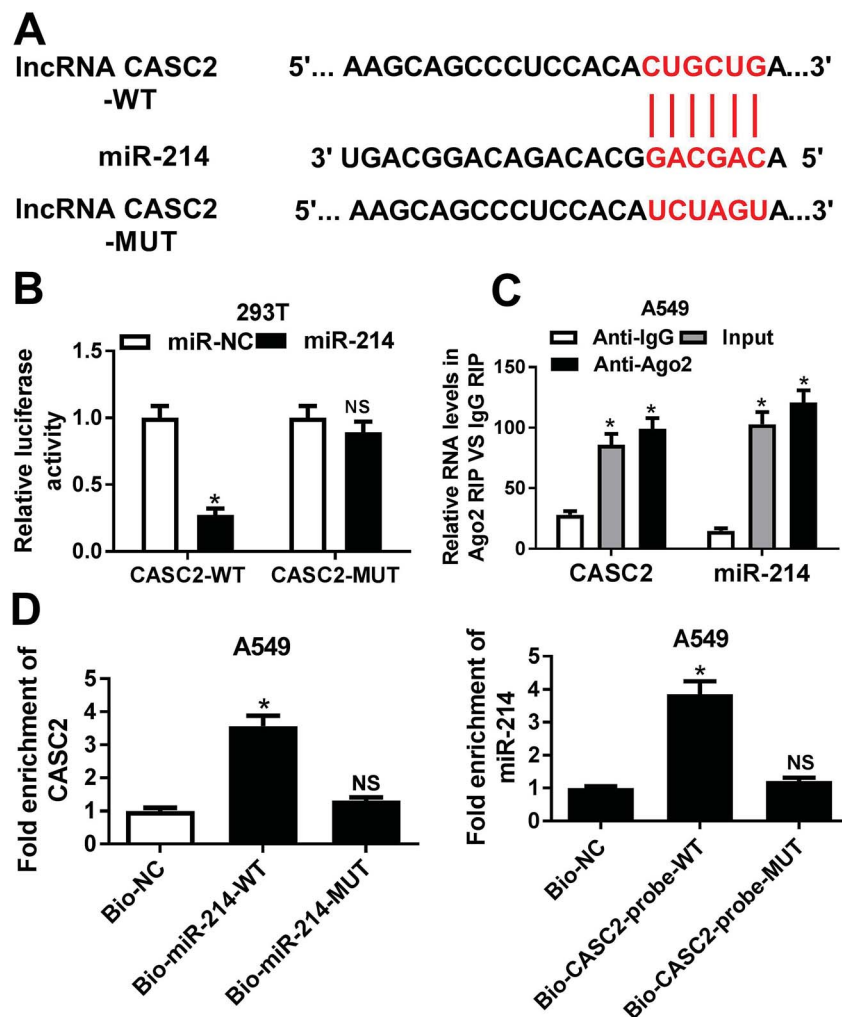 A
lncRNA CASC2
-WT
5'... AAGCAGCCCUCCACACUGCUGA...3'
miR-214
3' UGACGGACAGACACGGACGACA 5'
lncRNA CASC2
-MUT
5'... AAGCAGCCCUCCACAUCUAGUA...3'
B
293T
miR-NC miR-214
Relative luciferase
activity
1.5
1.0
0.5
0.0
*
NS
CASC2-WT CASC2-MUT
C
A549
Anti-IgG Input
Anti-Ago2
Relative RNA levels in
Ago2 RIP VS IgG RIP
150
100
50
0
* * * *
CASC2 miR-214
D
A549
Fold enrichment of
CASC2
5
4
3
2
1
0
*
NS
Bio-NC
Bio-miR-214-WT
Bio-miR-214-MUT
A549
Fold enrichment of
miR-214
5
4
3
2
1
0
*
NS
Bio-NC
Bio-CASC2-probe-WT
Bio-CASC2-probe-MUT